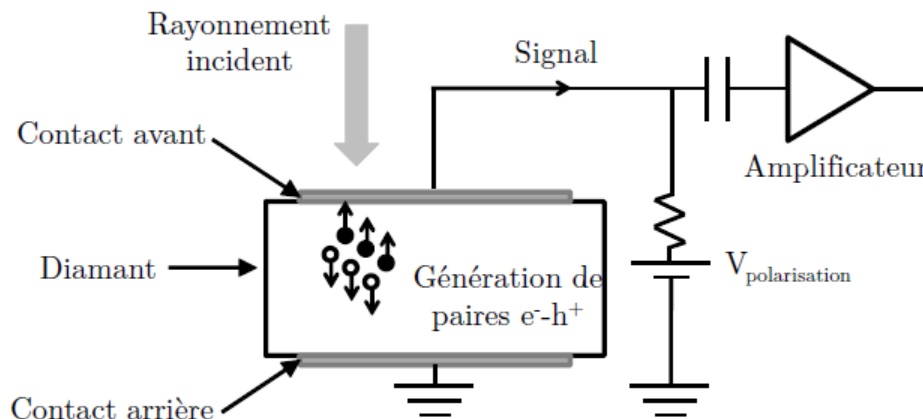 Rayonnement
incident
Signal
Contact avant
Amplificateur
Diamant
Génération de
paires e⁻-h⁺
V_polarisation
Contact arrière